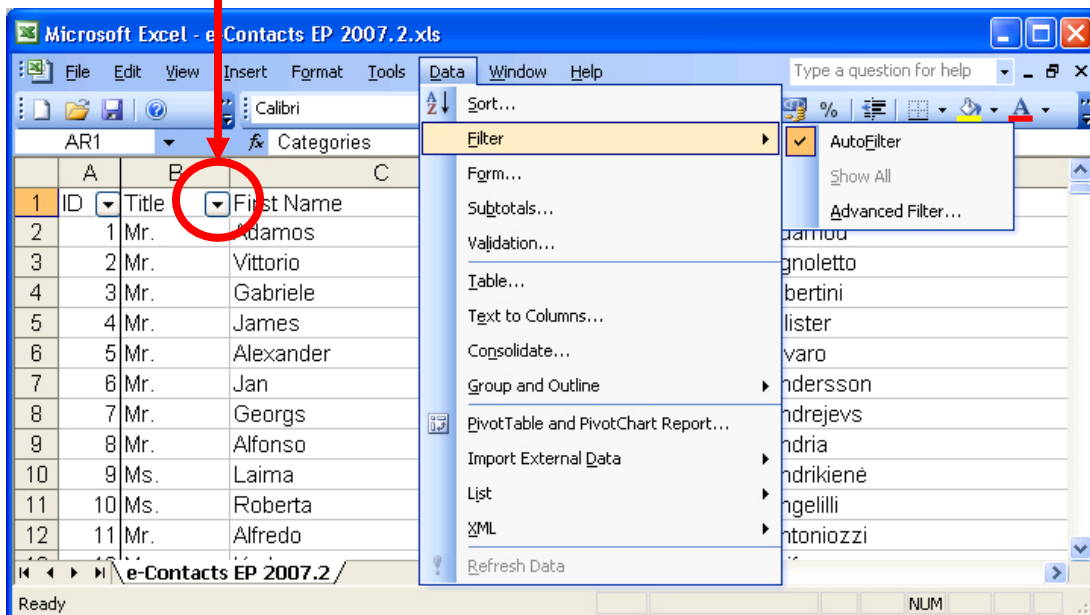 Microsoft Excel - e-Contacts EP 2007.2.xls
File Edit View Insert Format Tools Data Window Help Type a question for help
Calibri % A
AR1 fx Categories
A B C
1 ID Title First Name
2 1 Mr. Adamos
3 2 Mr. Vittorio gnoletto
4 3 Mr. Gabriele bertini
5 4 Mr. James lister
6 5 Mr. Alexander varo
7 6 Mr. Jan ndersson
8 7 Mr. Georgs ndrejevs
9 8 Mr. Alfonso ndria
10 9 Ms. Laima ndrikienė
11 10 Ms. Roberta ngelilli
12 11 Mr. Alfredo ntoniozzi
Sort...
Filter
Form...
Subtotals...
Validation...
Table...
Text to Columns...
Consolidate...
Group and Outline
PivotTable and PivotChart Report...
Import External Data
List
XML
Refresh Data
AutoFilter
Show All
Advanced Filter...
e-Contacts EP 2007.2
Ready NUM